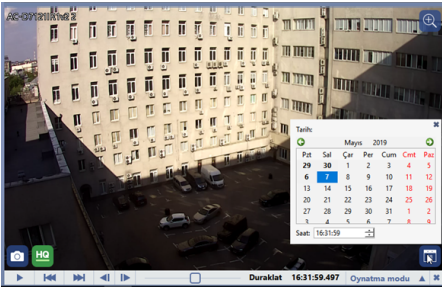 Tarih:
Mayıs 2019
Pzt Sal Çar Per Cum Cmt Paz
29 30 1 2 3 4 5
6 7 8 9 10 11 12
13 14 15 16 17 18 19
20 21 22 23 24 25 26
27 28 29 30 31 1 2
3 4 5 6 7 8 9
Saat: 16:31:59
HQ
Duraklat 16:31:59.497 Oynatma modu